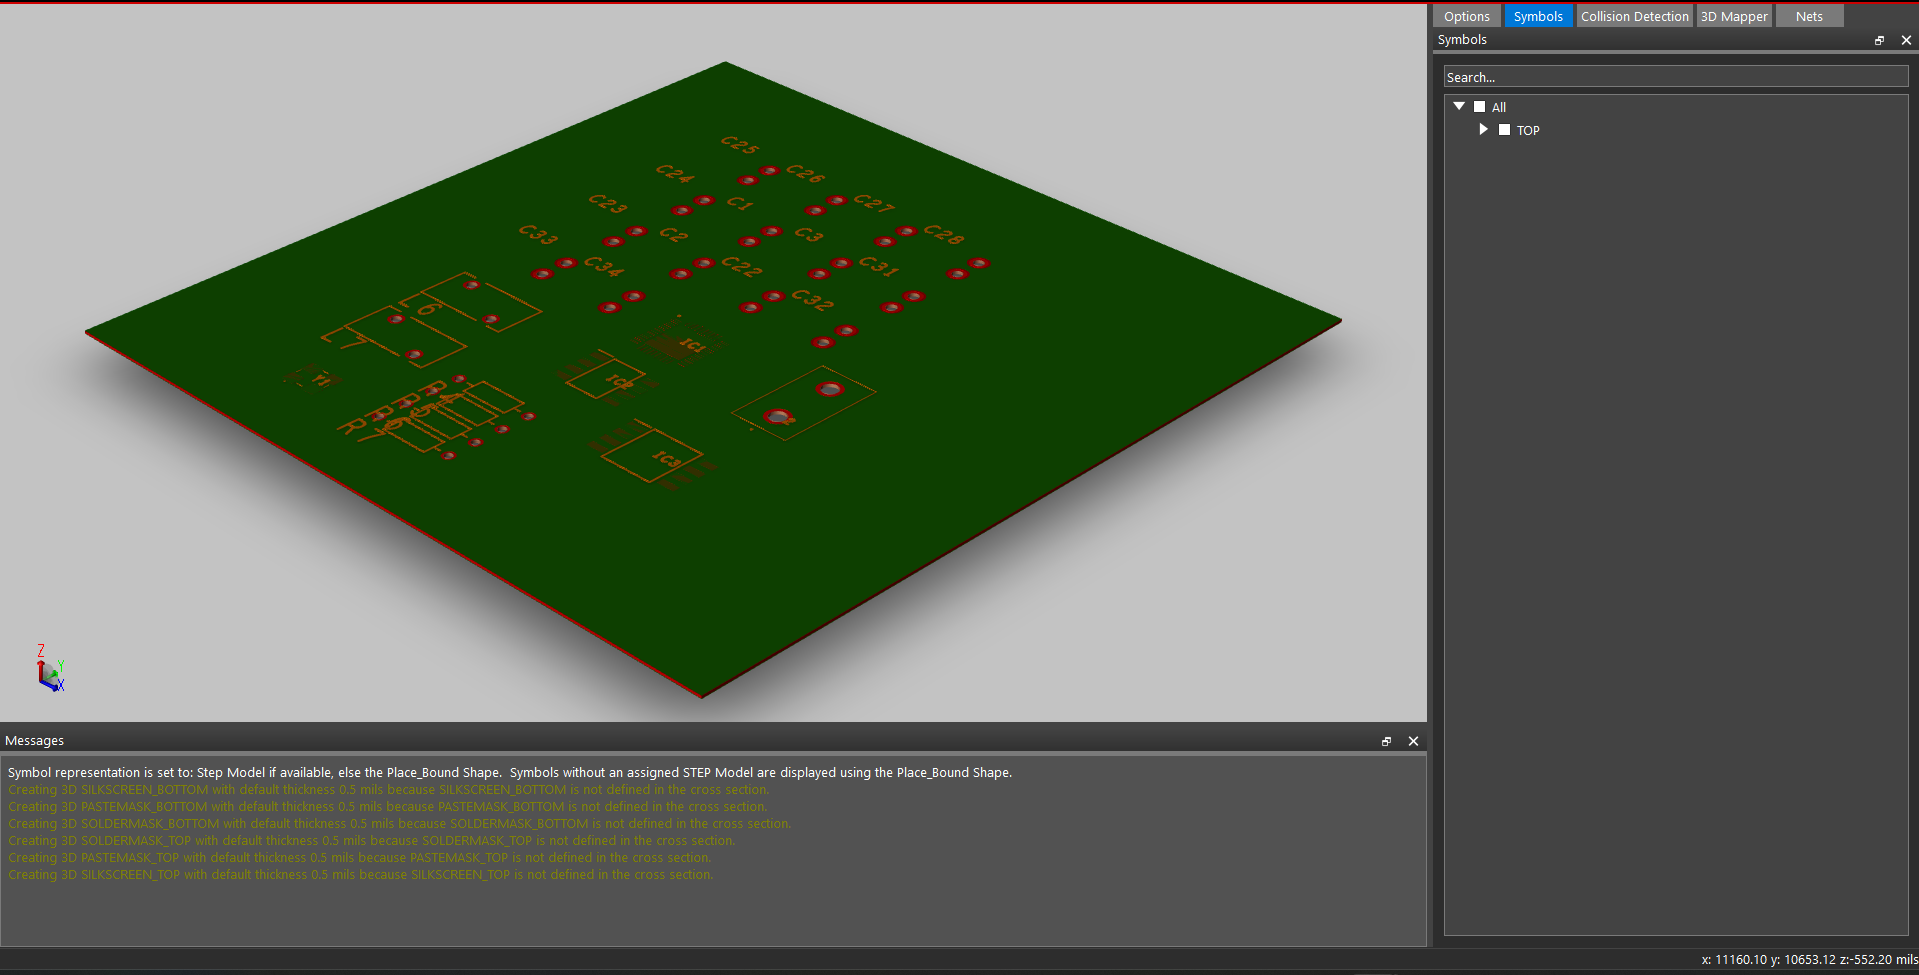 Options Symbols Collision Detection 3D Mapper Nets
Symbols
Search...
All
TOP
C25
C24 C26
C23 C1 C27
C33 C2 C3 C28
C34 C22 C31
C32
6
7
IC1
Y1
IC2
R4
R5
R6
R7
IC3
Z
Y
X
Messages
Symbol representation is set to: Step Model if available, else the Place_Bound Shape.  Symbols without an assigned STEP Model are displayed using the Place_Bound Shape.
Creating 3D SILKSCREEN_BOTTOM with default thickness 0.5 mils because SILKSCREEN_BOTTOM is not defined in the cross section.
Creating 3D PASTEMASK_BOTTOM with default thickness 0.5 mils because PASTEMASK_BOTTOM is not defined in the cross section.
Creating 3D SOLDERMASK_BOTTOM with default thickness 0.5 mils because SOLDERMASK_BOTTOM is not defined in the cross section.
Creating 3D SOLDERMASK_TOP with default thickness 0.5 mils because SOLDERMASK_TOP is not defined in the cross section.
Creating 3D PASTEMASK_TOP with default thickness 0.5 mils because PASTEMASK_TOP is not defined in the cross section.
Creating 3D SILKSCREEN_TOP with default thickness 0.5 mils because SILKSCREEN_TOP is not defined in the cross section.
x: 11160.10 y: 10653.12 z:-552.20 mils